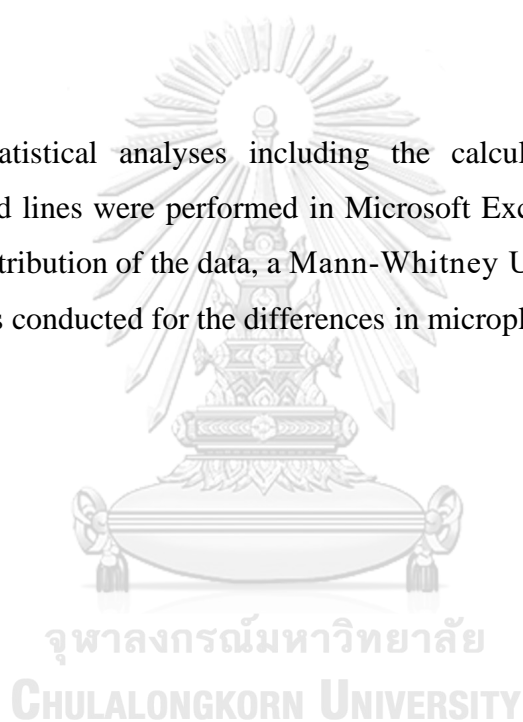 atistical analyses including the calcul
d lines were performed in Microsoft Exc
tribution of the data, a Mann-Whitney U
s conducted for the differences in microp
จุฬาลงกรณ์มหาวิทยาลัย
CHULALONGKORN UNIVERSITY